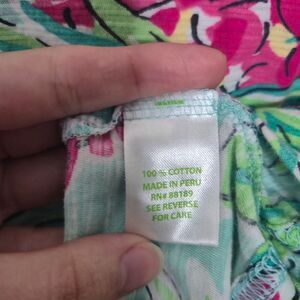 100 % COTTON
MADE IN PERU
RN# 88189
SEE REVERSE
FOR CARE